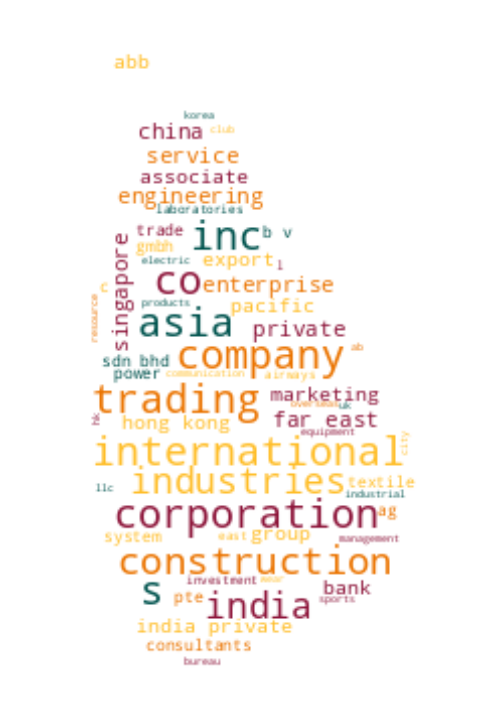 abb
korea
china club
service
associate
engineering
laboratories
trade inc b v
gmbh
singapore
electric export l
co enterprise
c
resource
products pacific
asia private
company ab
sdn bhd
power communication airways
trading marketing
overseas uk
hk hong kong far east
equipment
international city
industries textile
llc industrial
corporation ag
system east group management
construction
investment wear
s bank
pte india sports
india private
consultants
bureau